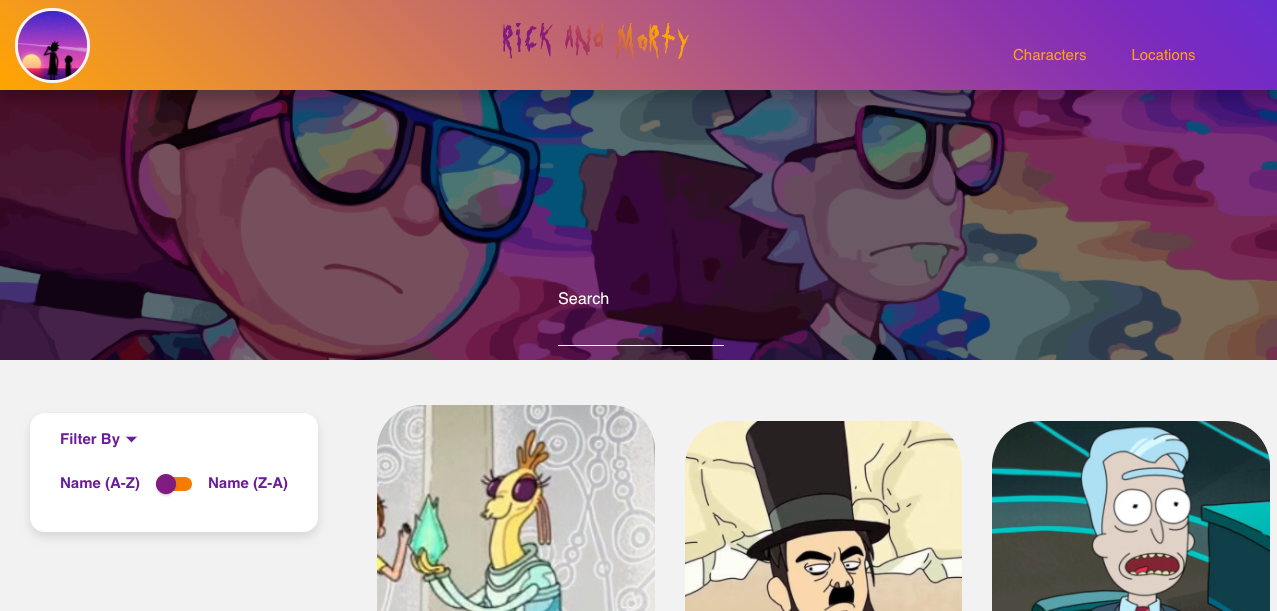 Rick and Morty
Characters
Locations
Search
Filter By
Name (A-Z)
Name (Z-A)